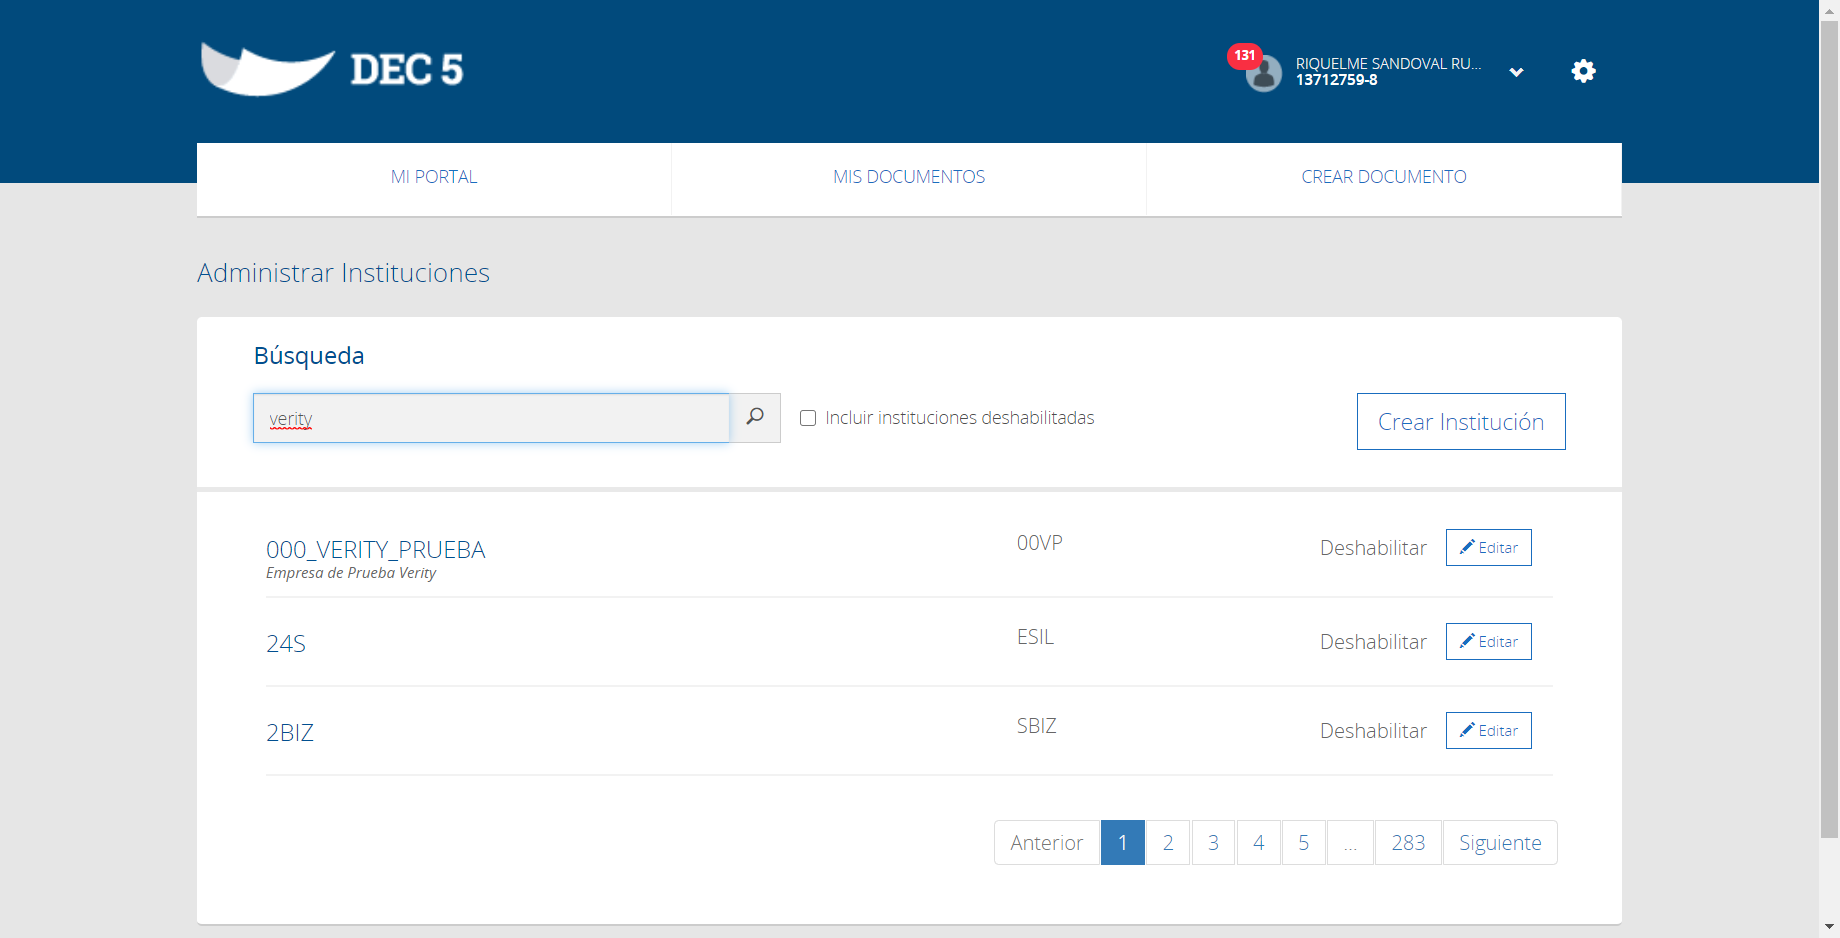 DEC 5
131
RIQUELME SANDOVAL RU...
13712759-8
MI PORTAL
MIS DOCUMENTOS
CREAR DOCUMENTO
Administrar Instituciones
Búsqueda
verity
Incluir instituciones deshabilitadas
Crear Institución
000_VERITY_PRUEBA
00VP
Deshabilitar
Editar
Empresa de Prueba Verity
24S
ESIL
Deshabilitar
Editar
2BIZ
SBIZ
Deshabilitar
Editar
Anterior 1 2 3 4 5 ... 283 Siguiente